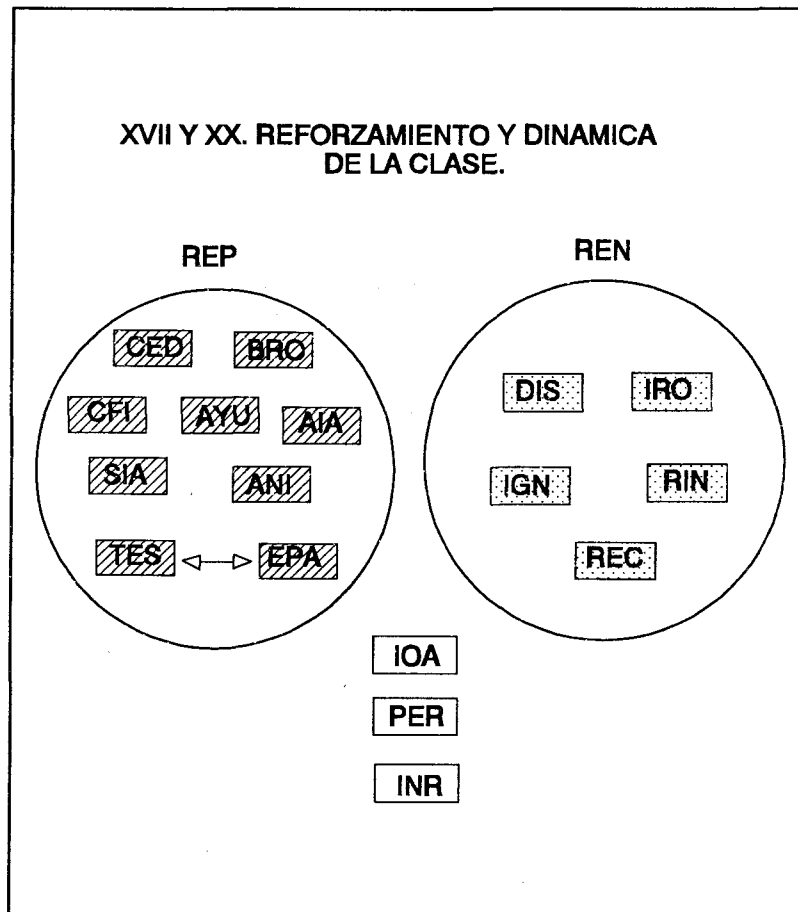 XVII Y XX. REFORZAMIENTO Y DINAMICA
DE LA CLASE.
REP
REN
CED BRO
CFI AYU AIA
SIA ANI
TES EPA
DIS IRO
IGN RIN
REC
IOA
PER
INR